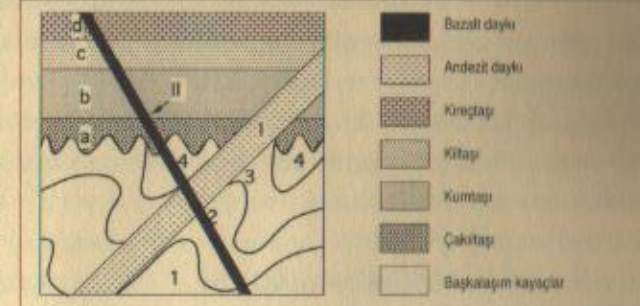 d
c
b
II
a
1
4
3
4
2
1
Bazalt daykı
Andezit daykı
Kireçtaşı
Kiltaşı
Kumtaşı
Çakıltaşı
Başkalaşım kayaçlar